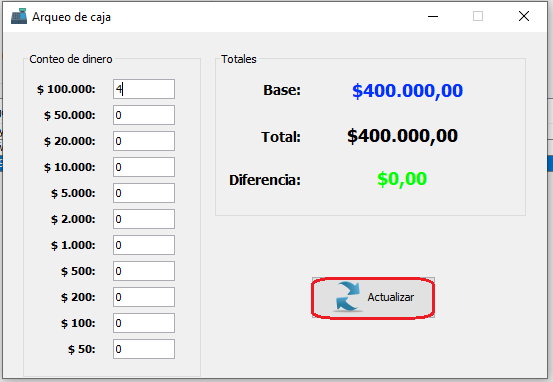 Arqueo de caja
Conteo de dinero
$ 100.000: 4
$ 50.000: 0
$ 20.000: 0
$ 10.000: 0
$ 5.000: 0
$ 2.000: 0
$ 1.000: 0
$ 500: 0
$ 200: 0
$ 100: 0
$ 50: 0
Totales
Base: $400.000,00
Total: $400.000,00
Diferencia: $0,00
Actualizar